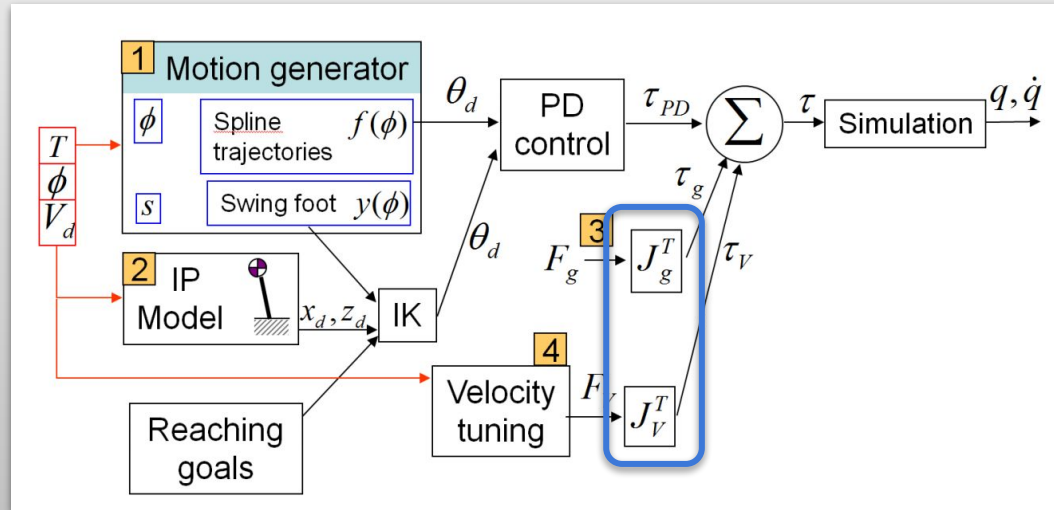 1
Motion generator
ϕ
Spline
trajectories
f(ϕ)
s
Swing foot y(ϕ)
T
ϕ
V_d
θ_d
PD
control
τ_PD
Σ
τ
Simulation
q, q̇
2
IP
Model
x_d, z_d
IK
θ_d
Reaching
goals
3
F_g
J_g^T
τ_g
4
Velocity
tuning
J_V^T
τ_V